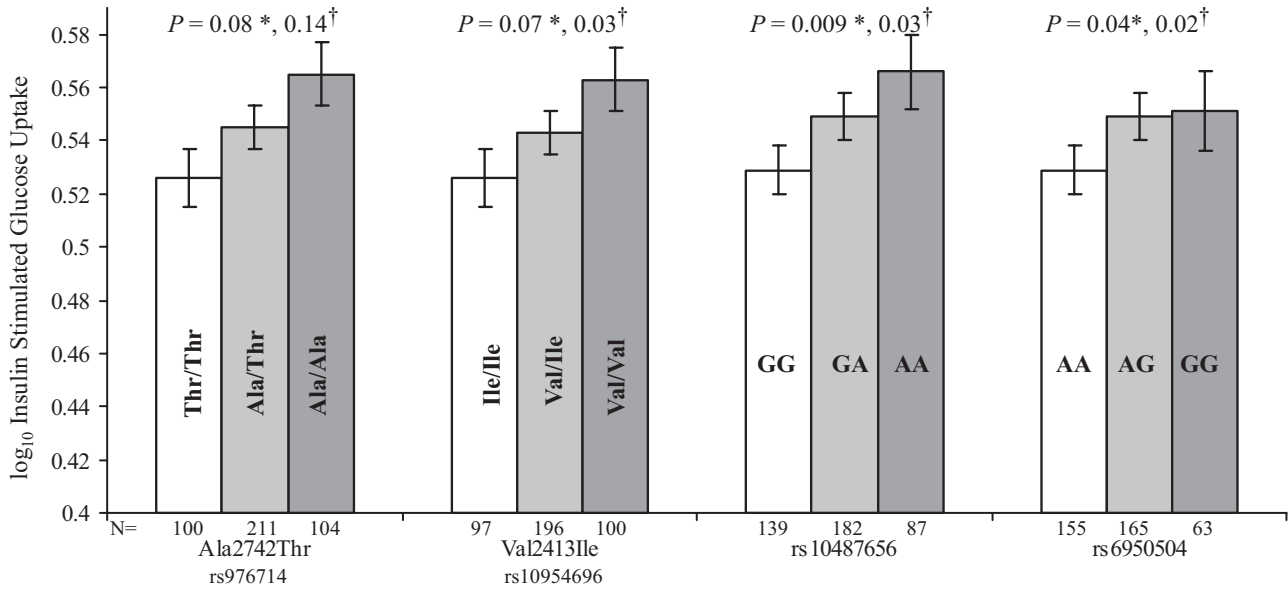 P = 0.08 *, 0.14†
P = 0.07 *, 0.03†
P = 0.009 *, 0.03†
P = 0.04*, 0.02†
log10 Insulin Stimulated Glucose Uptake
0.58
0.56
0.54
0.52
0.5
0.48
0.46
0.44
0.42
0.4
Thr/Thr
Ala/Thr
Ala/Ala
Ile/Ile
Val/Ile
Val/Val
GG
GA
AA
AA
AG
GG
N= 100 211 104 97 196 100 139 182 87 155 165 63
Ala2742Thr Val2413Ile rs10487656 rs6950504
rs976714 rs10954696